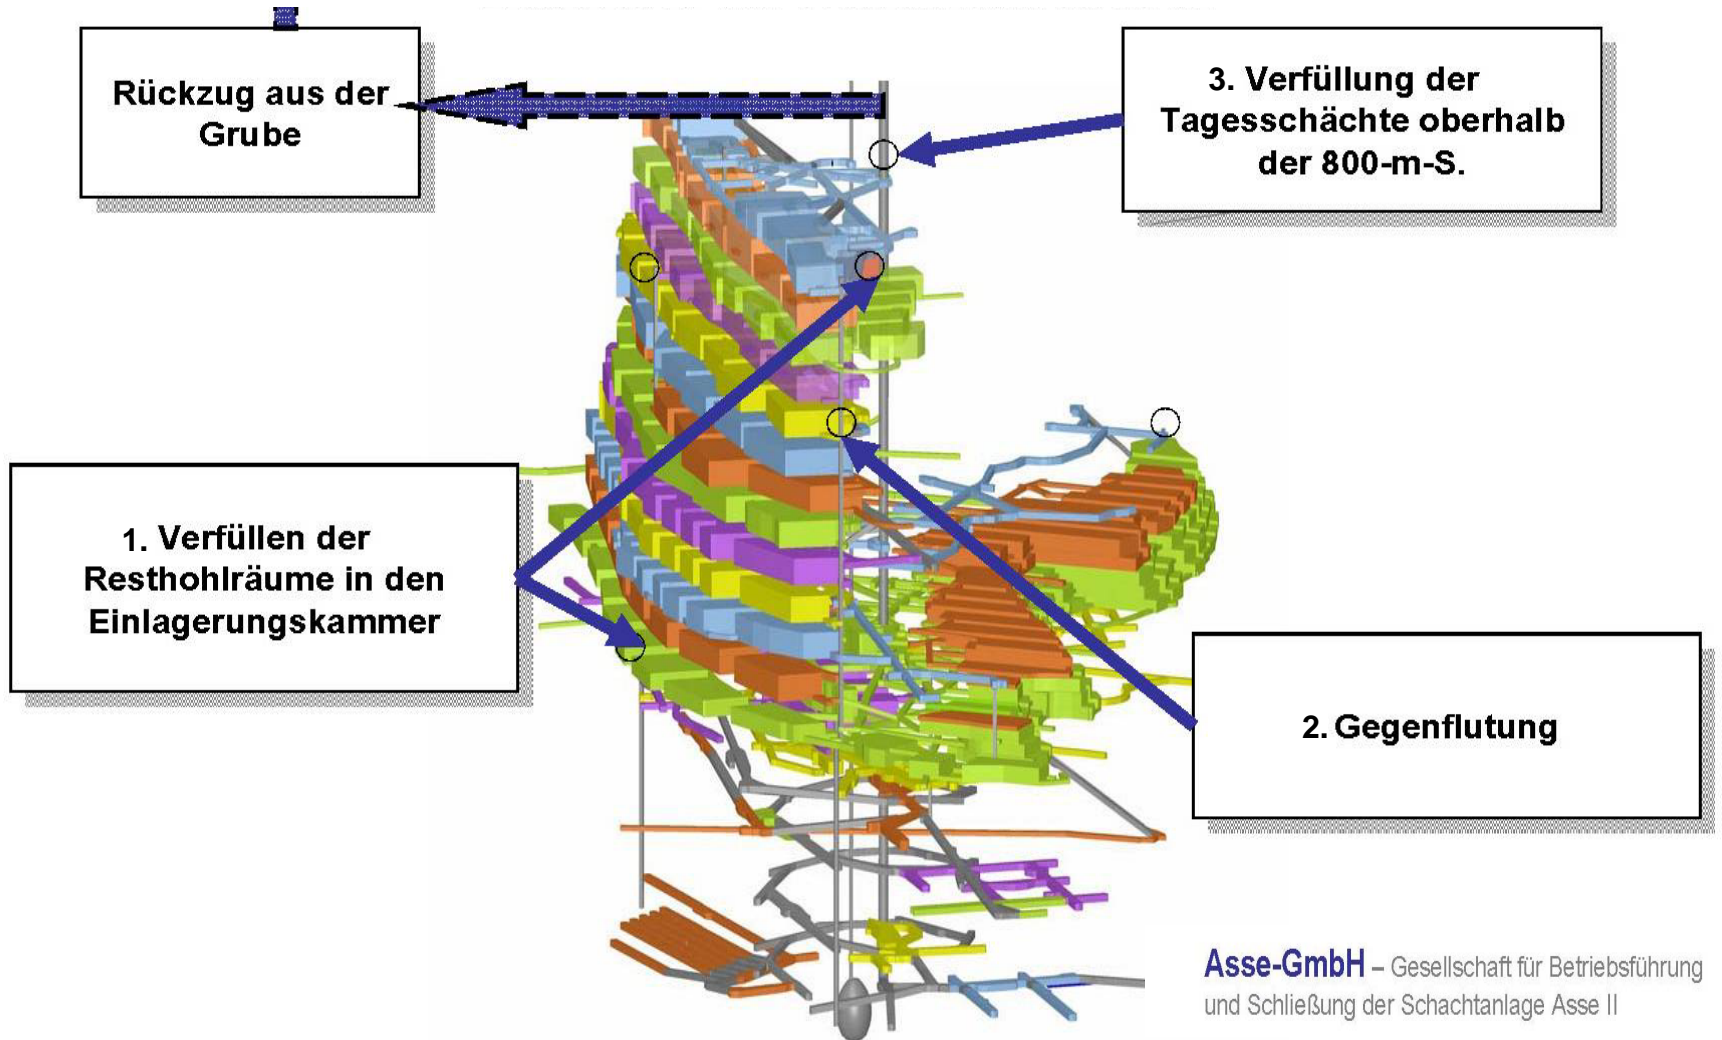 Rückzug aus der
Grube
3. Verfüllung der
Tagesschächte oberhalb
der 800-m-S.
1. Verfüllen der
Resthohlräume in den
Einlagerungskammer
2. Gegenflutung
Asse-GmbH – Gesellschaft für Betriebsführung
und Schließung der Schachtanlage Asse II